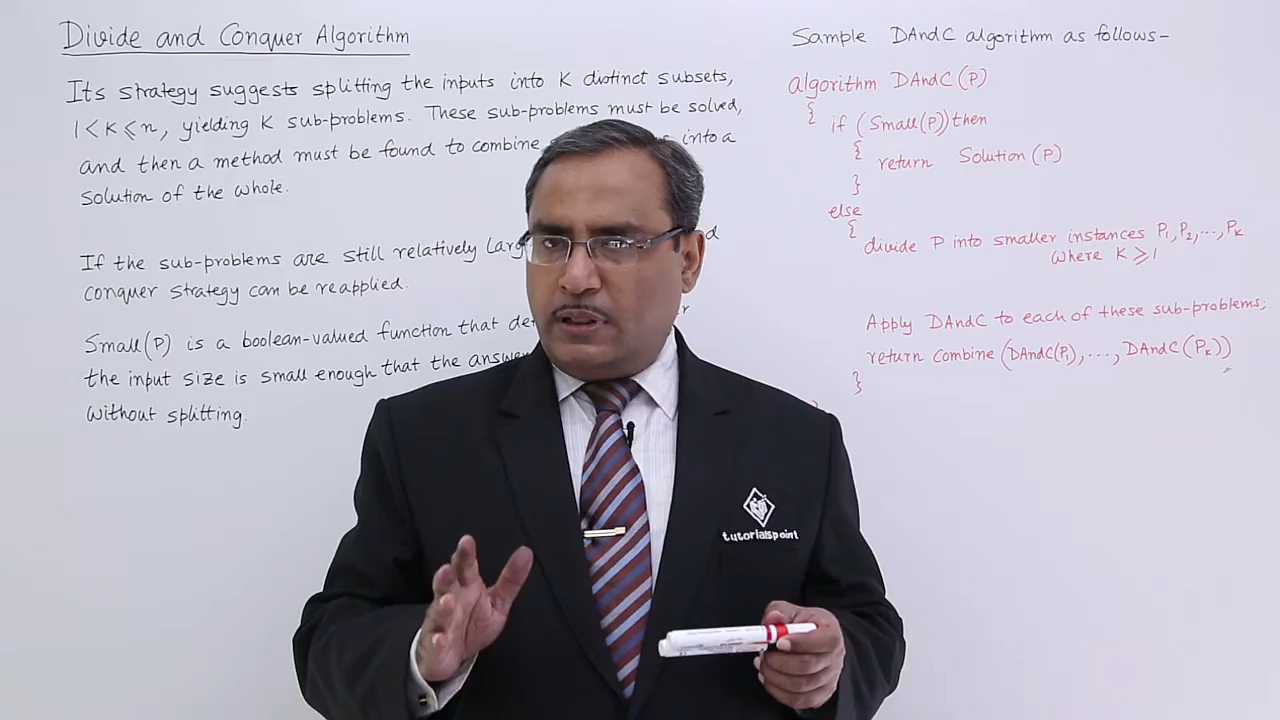 Divide and Conquer Algorithm
Its strategy suggests splitting the inputs into K distinct subsets,
1 < K ⩽ n, yielding K sub-problems. These sub-problems must be solved,
and then a method must be found to combine into a
solution of the whole.
If the sub-problems are still relatively
conquer strategy can be reapplied.
Small(P) is a boolean-valued function that
the input size is small enough that the answer
without splitting.
Sample DAndC algorithm as follows-
algorithm DAndC(P)
{
if (Small(P)) then
{
return Solution(P)
}
else
{
divide P into smaller instances P1, P2, ..., PK
where K ⩾ 1
Apply DAndC to each of these sub-problems;
return combine (DAndC(P1), ..., DAndC(PK))
}
tutorialspoint